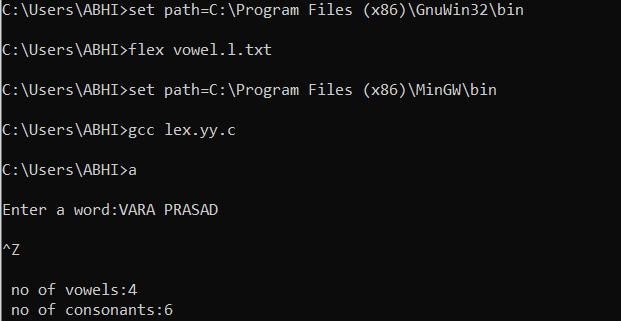 C:\Users\ABHI>set path=C:\Program Files (x86)\GnuWin32\bin
C:\Users\ABHI>flex vowel.l.txt
C:\Users\ABHI>set path=C:\Program Files (x86)\MinGW\bin
C:\Users\ABHI>gcc lex.yy.c
C:\Users\ABHI>a
Enter a word:VARA PRASAD
^Z
no of vowels:4
no of consonants:6